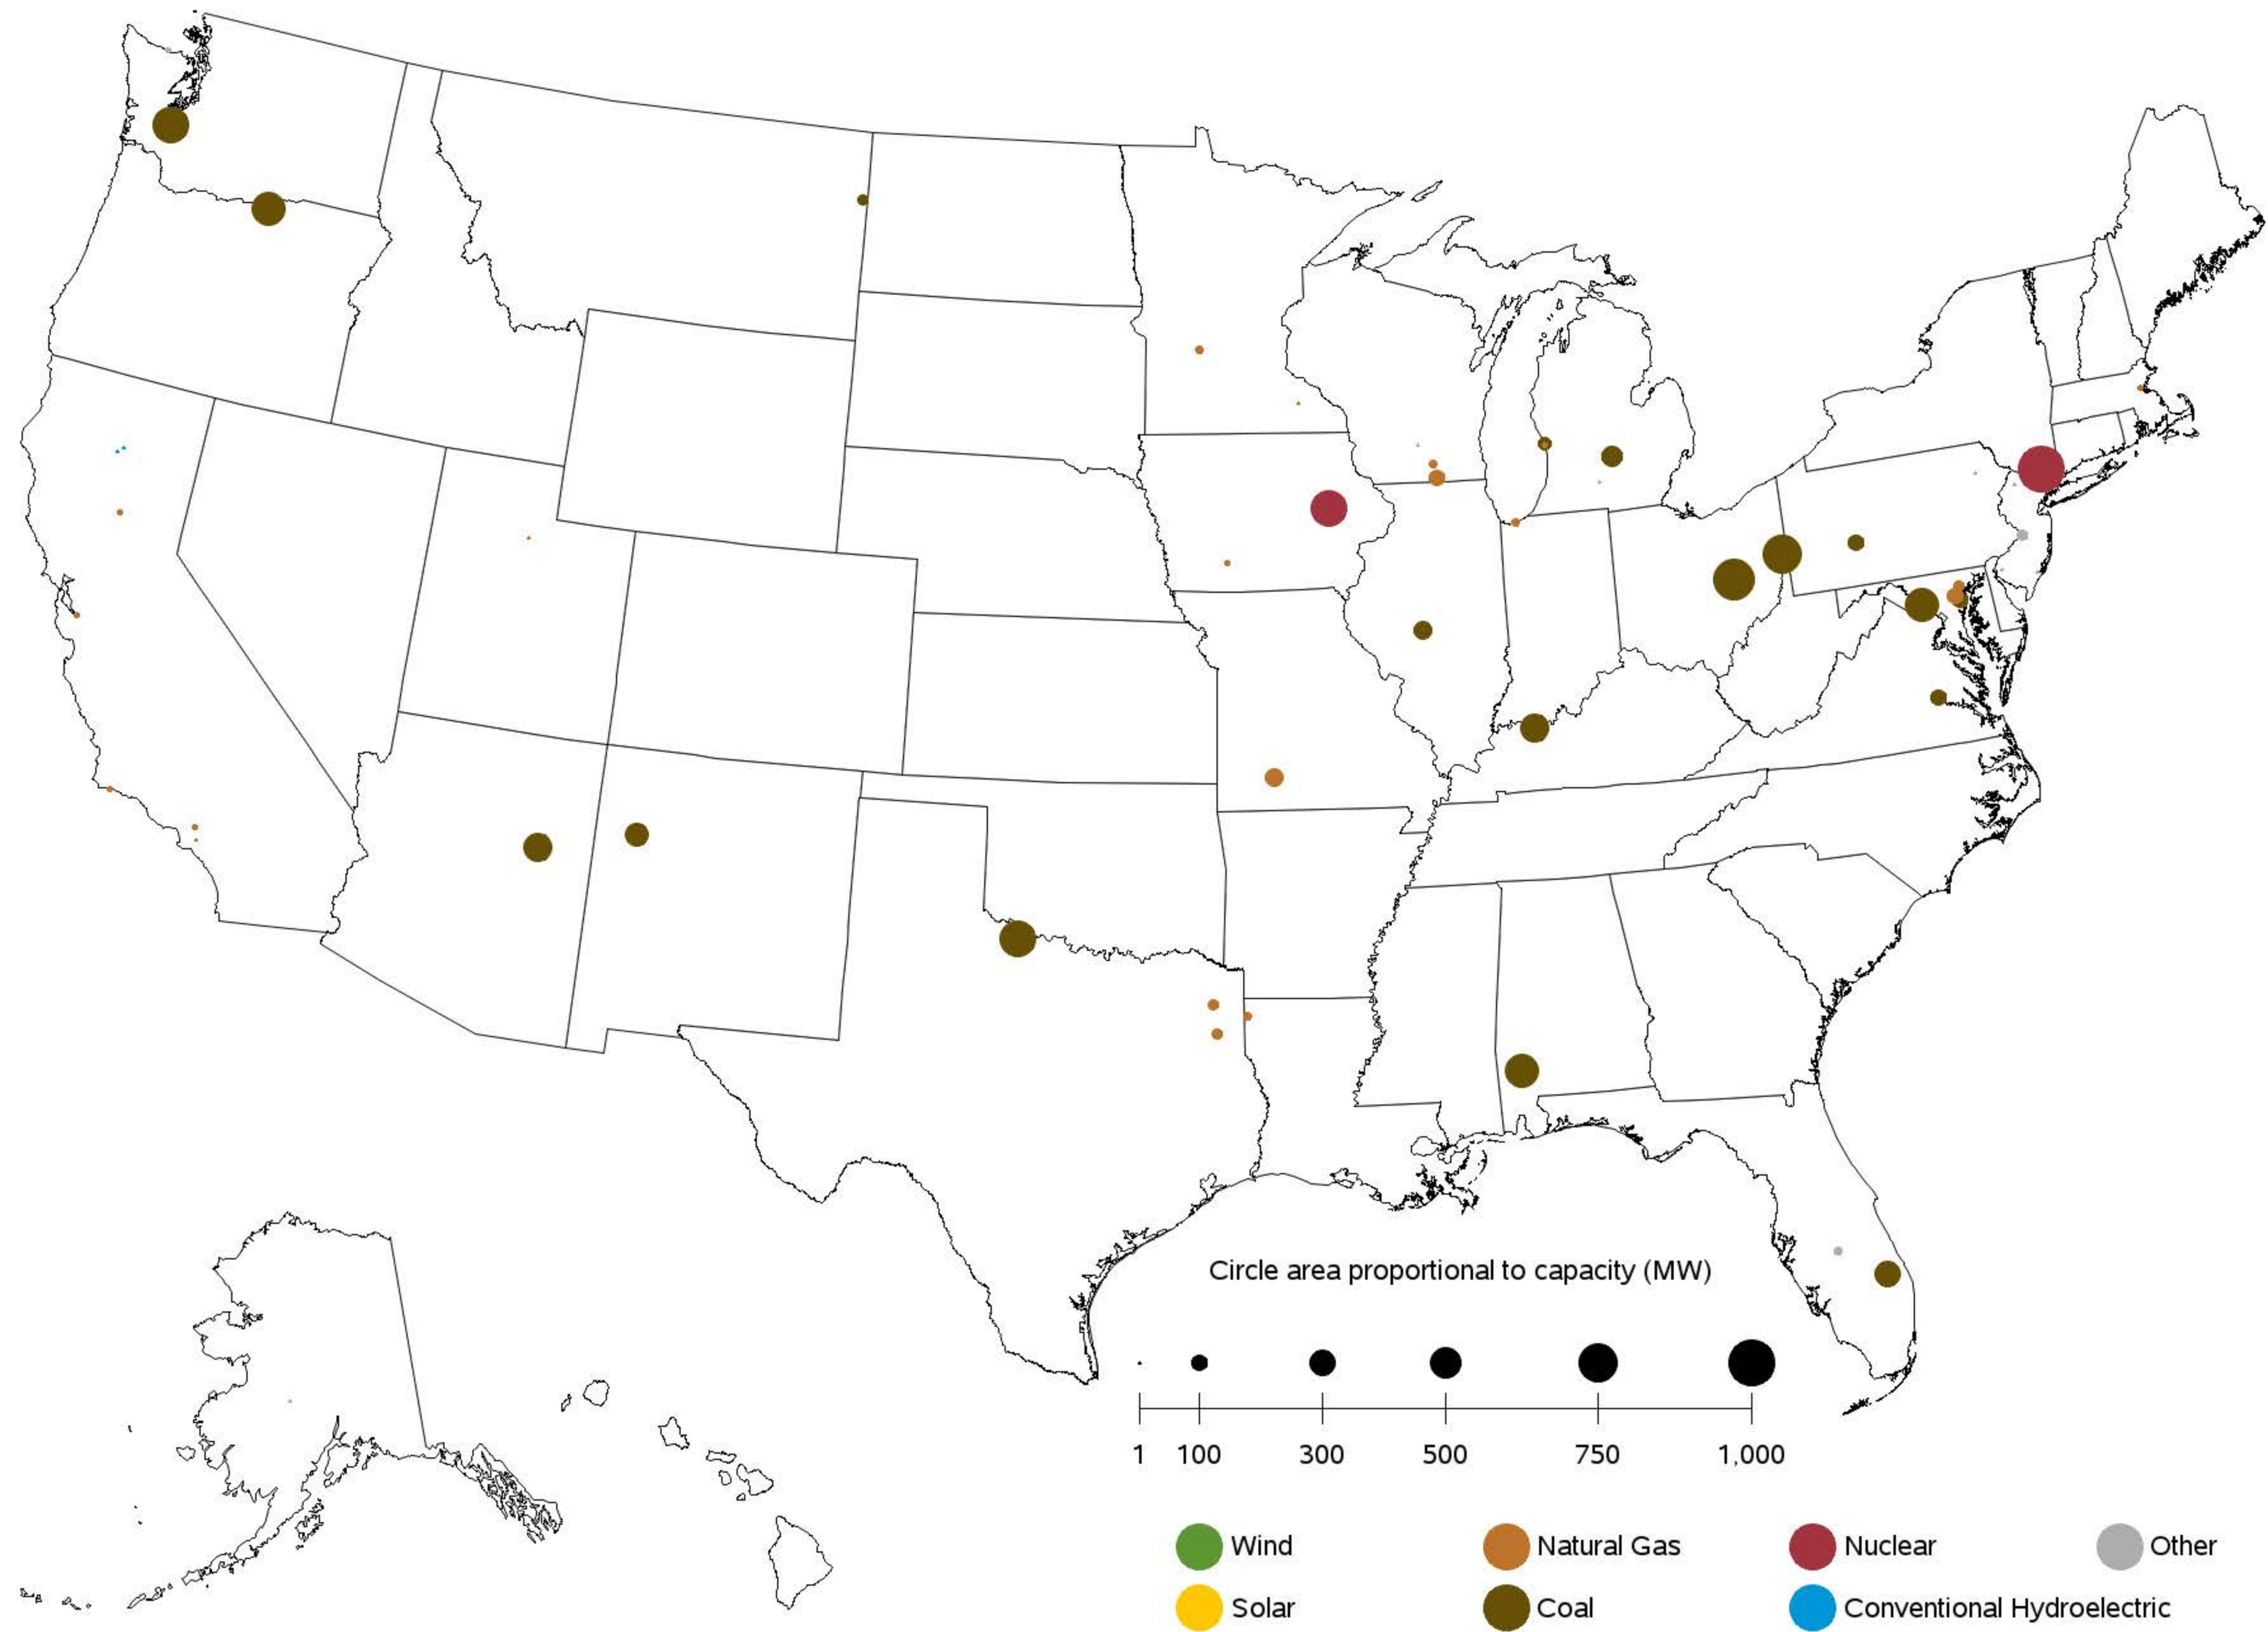 Circle area proportional to capacity (MW)
1 100 300 500 750 1,000
Wind Natural Gas Nuclear Other
Solar Coal Conventional Hydroelectric